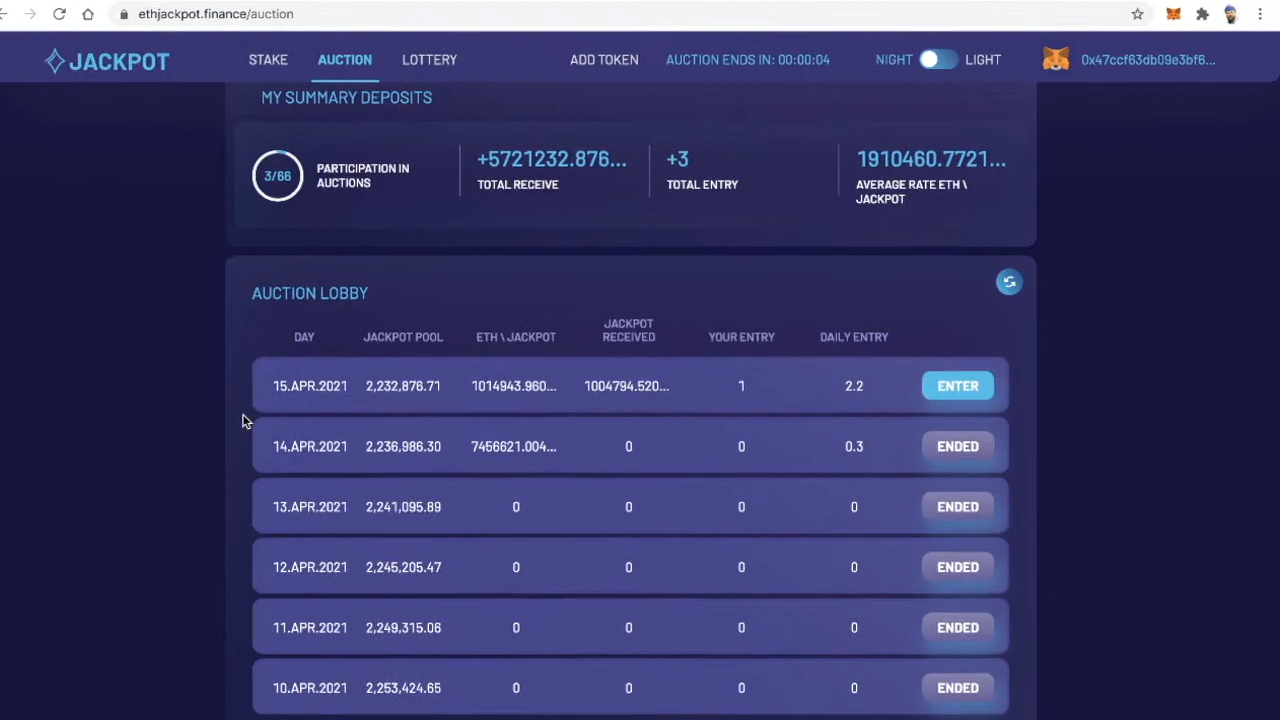 ethjackpot.finance/auction
JACKPOT STAKE AUCTION LOTTERY ADD TOKEN AUCTION ENDS IN: 00:00:04 NIGHT LIGHT 0x47ccf63db09e3bf6...
MY SUMMARY DEPOSITS
3/66 PARTICIPATION IN AUCTIONS
+5721232.876...
TOTAL RECEIVE
+3
TOTAL ENTRY
1910460.7721...
AVERAGE RATE ETH \
JACKPOT
AUCTION LOBBY
DAY JACKPOT POOL ETH \ JACKPOT JACKPOT RECEIVED YOUR ENTRY DAILY ENTRY
15.APR.2021 2,232,876.71 1014943.960... 1004794.520... 1 2.2 ENTER
14.APR.2021 2,236,986.30 7456621.004... 0 0 0.3 ENDED
13.APR.2021 2,241,095.89 0 0 0 0 ENDED
12.APR.2021 2,245,205.47 0 0 0 0 ENDED
11.APR.2021 2,249,315.06 0 0 0 0 ENDED
10.APR.2021 2,253,424.65 0 0 0 0 ENDED